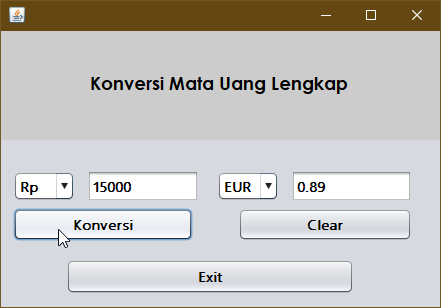 Konversi Mata Uang Lengkap
Rp 15000 EUR 0.89
Konversi Clear
Exit